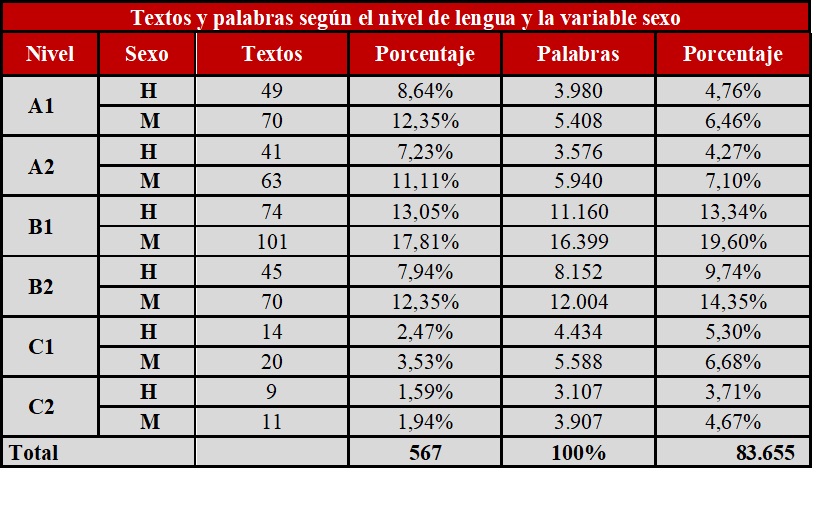 Textos y palabras según el nivel de lengua y la variable sexo
Nivel Sexo Textos Porcentaje Palabras Porcentaje
A1 H 49 8,64% 3.980 4,76%
M 70 12,35% 5.408 6,46%
A2 H 41 7,23% 3.576 4,27%
M 63 11,11% 5.940 7,10%
B1 H 74 13,05% 11.160 13,34%
M 101 17,81% 16.399 19,60%
B2 H 45 7,94% 8.152 9,74%
M 70 12,35% 12.004 14,35%
C1 H 14 2,47% 4.434 5,30%
M 20 3,53% 5.588 6,68%
C2 H 9 1,59% 3.107 3,71%
M 11 1,94% 3.907 4,67%
Total 567 100% 83.655